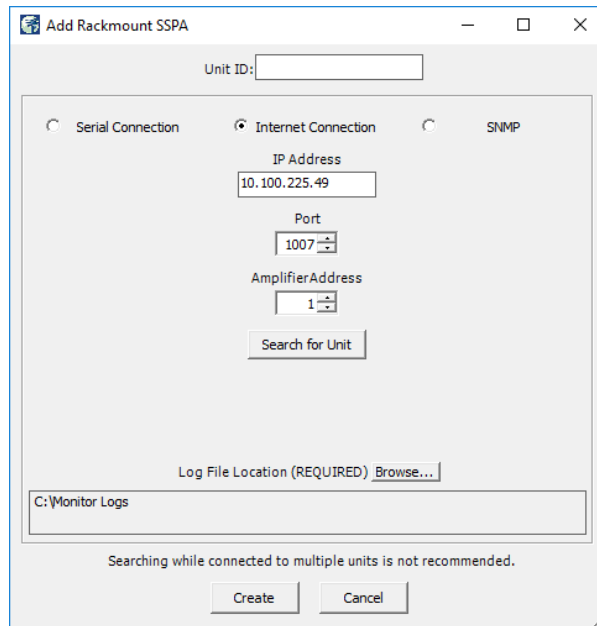 Add Rackmount SSPA
Unit ID:
Serial Connection Internet Connection SNMP
IP Address
10.100.225.49
Port
1007
AmplifierAddress
1
Search for Unit
Log File Location (REQUIRED) Browse...
C:\Monitor Logs
Searching while connected to multiple units is not recommended.
Create Cancel